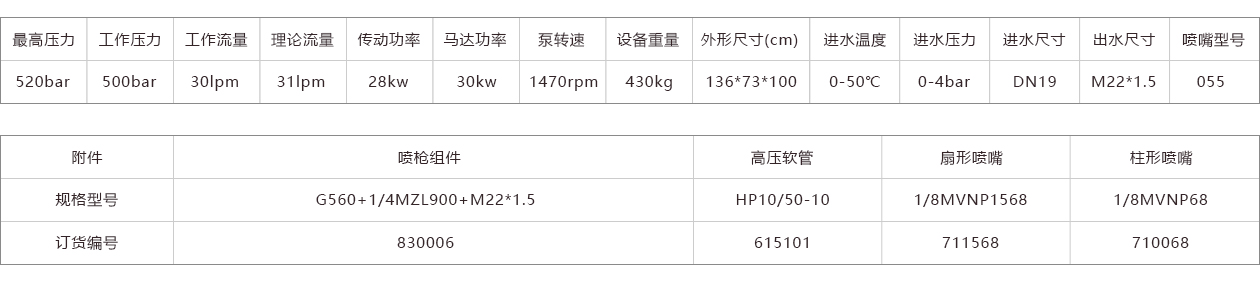 最高压力 工作压力 工作流量 理论流量 传动功率 马达功率 泵转速 设备重量 外形尺寸(cm) 进水温度 进水压力 进水尺寸 出水尺寸 喷嘴型号
520bar 500bar 30lpm 31lpm 28kw 30kw 1470rpm 430kg 136*73*100 0-50℃ 0-4bar DN19 M22*1.5 055
附件 喷枪组件 高压软管 扇形喷嘴 柱形喷嘴
规格型号 G560+1/4MZL900+M22*1.5 HP10/50-10 1/8MVNP1568 1/8MVNP68
订货编号 830006 615101 711568 710068